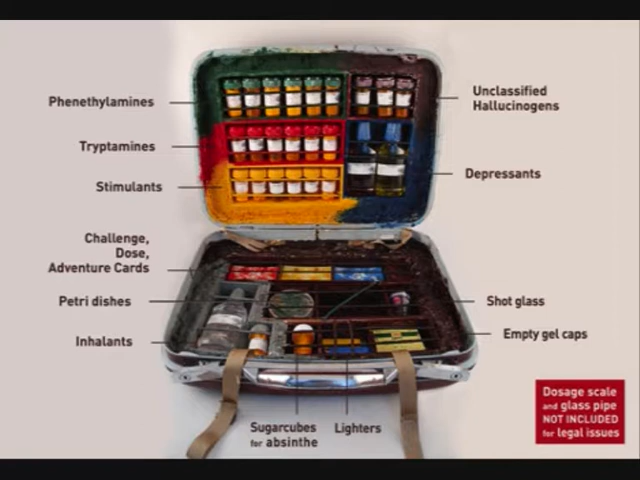 Phenethylamines
Tryptamines
Stimulants
Unclassified
Hallucinogens
Depressants
Challenge,
Dose,
Adventure Cards
Petri dishes
Inhalants
Shot glass
Empty gel caps
Sugarcubes
for absinthe
Lighters
Dosage scale
and glass pipe
NOT INCLUDED
for legal issues